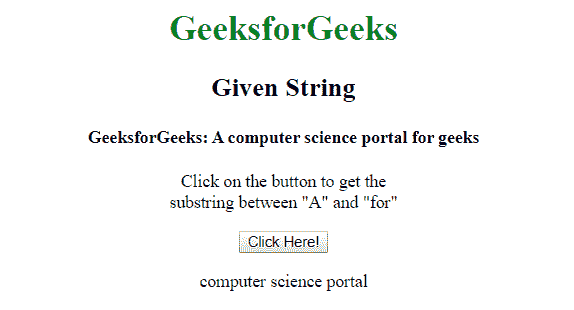 GeeksforGeeks
Given String
GeeksforGeeks: A computer science portal for geeks
Click on the button to get the
substring between "A" and "for"
Click Here!
computer science portal